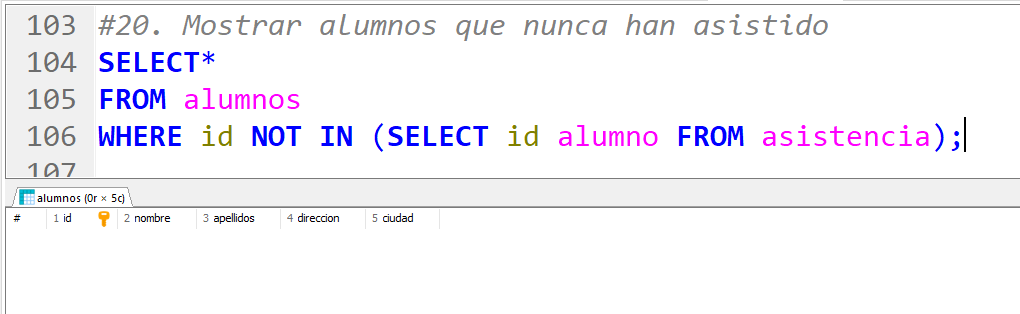 103 #20. Mostrar alumnos que nunca han asistido
104 SELECT*
105 FROM alumnos
106 WHERE id NOT IN (SELECT id alumno FROM asistencia);
107
alumnos (0r × 5c)
# 1 id 2 nombre 3 apellidos 4 direccion 5 ciudad